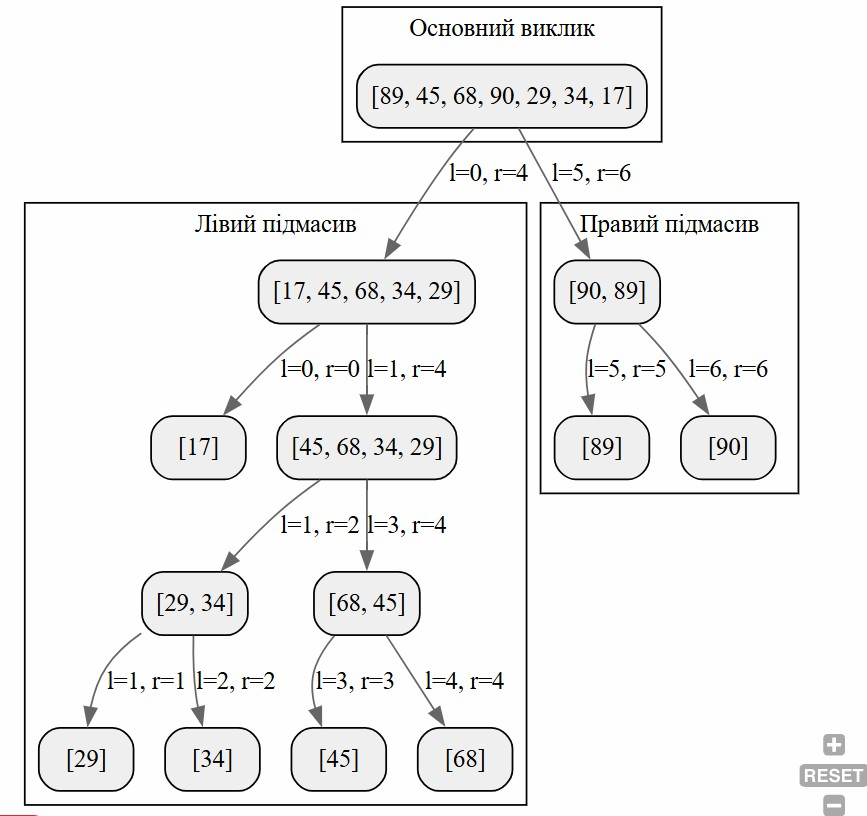 Основний виклик
[89, 45, 68, 90, 29, 34, 17]
l=0, r=4
l=5, r=6
Лівий підмасив
Правий підмасив
[17, 45, 68, 34, 29]
[90, 89]
l=0, r=0
l=1, r=4
l=5, r=5
l=6, r=6
[17]
[45, 68, 34, 29]
[89]
[90]
l=1, r=2
l=3, r=4
[29, 34]
[68, 45]
l=1, r=1
l=2, r=2
l=3, r=3
l=4, r=4
[29]
[34]
[45]
[68]
RESET